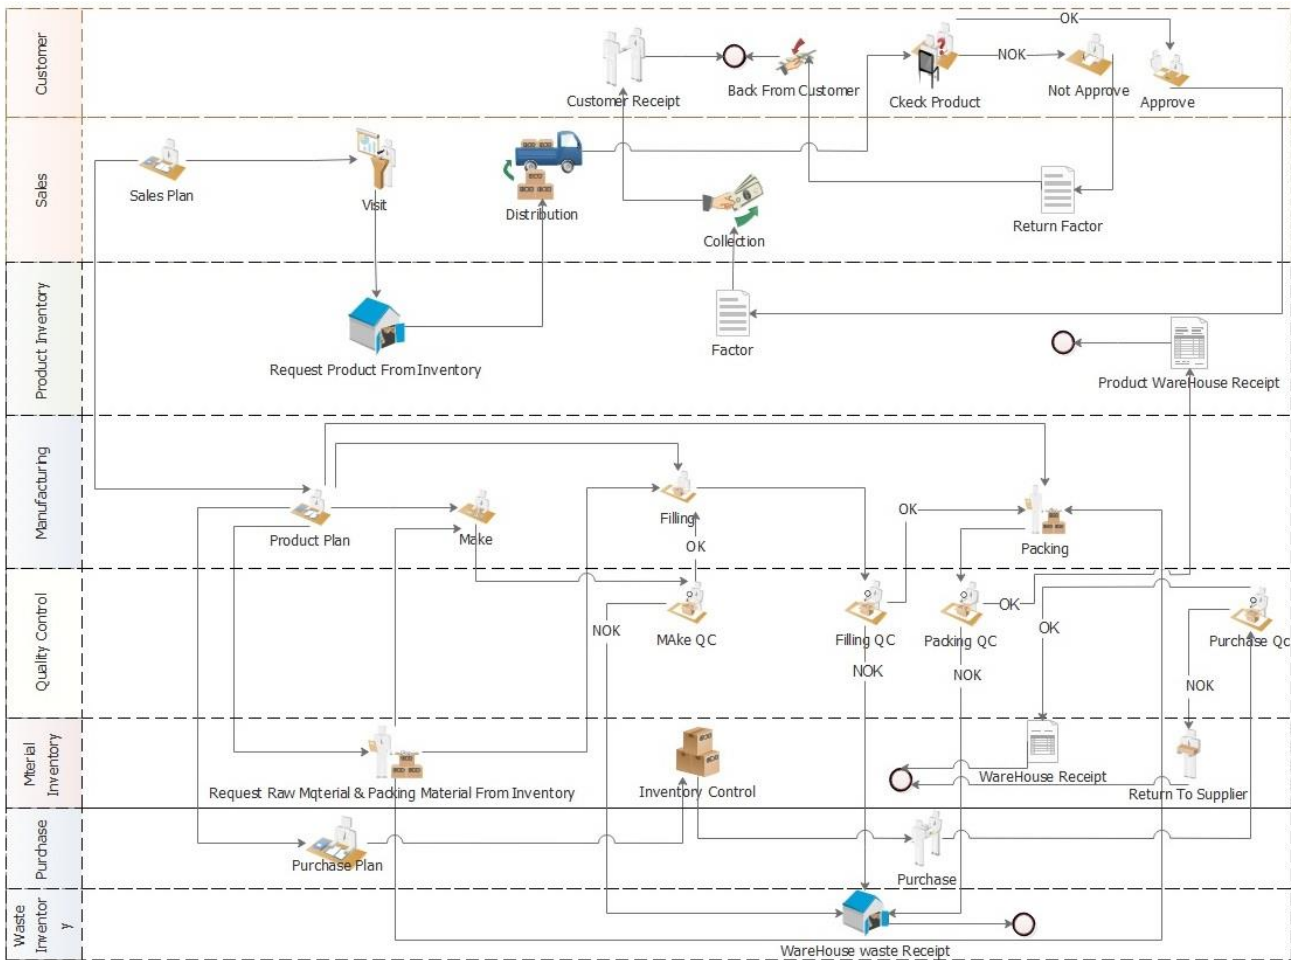 Customer
OK
NOK
Customer Receipt
Back From Customer
Ckeck Product
Not Approve
Approve
Sales
Sales Plan
Visit
Distribution
Collection
Return Factor
Product Inventory
Request Product From Inventory
Factor
Product WareHouse Receipt
Manufacturing
Product Plan
Make
Filling
OK
OK
Packing
Quality Control
NOK
MAke QC
Filling QC
NOK
Packing QC
NOK
OK
OK
Purchase Qc
NOK
Mterial
Inventory
Request Raw Mqterial & Packing Material From Inventory
Inventory Control
WareHouse Receipt
Return To Supplier
Purchase
Purchase Plan
Purchase
Waste
Inventor
y
WareHouse waste Receipt